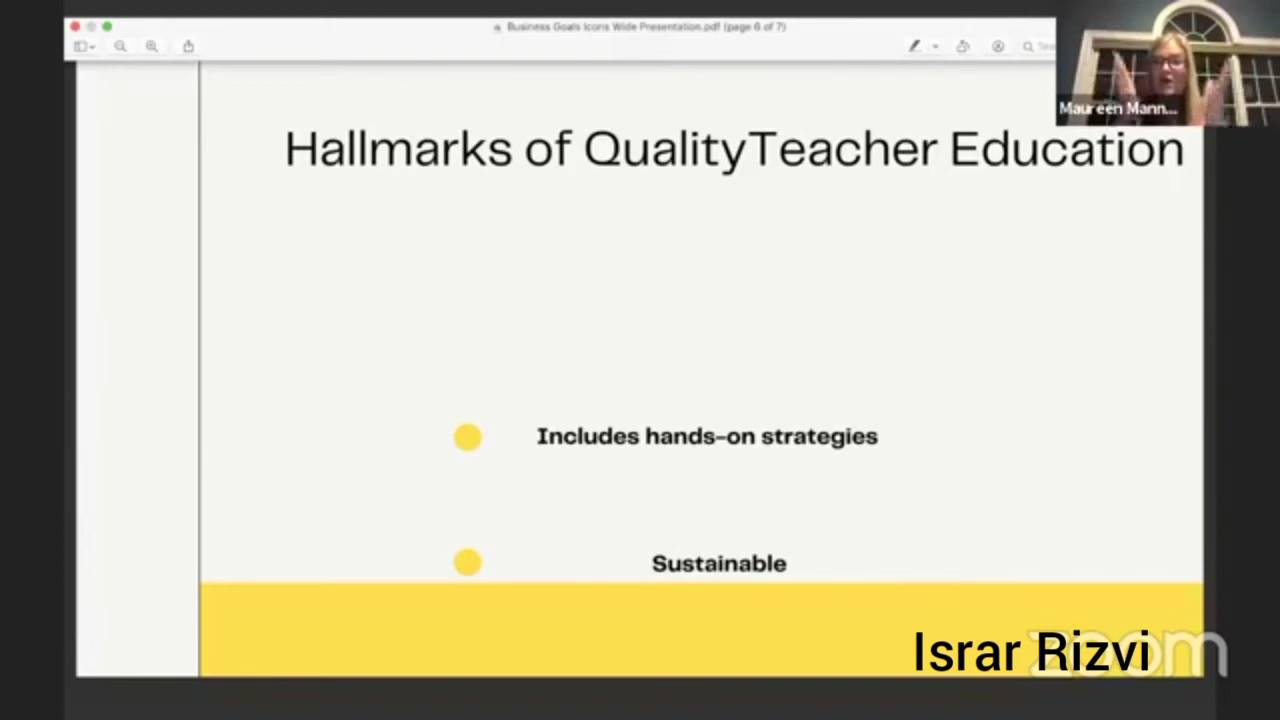 Business Goals Icons Wide Presentation.pdf (page 6 of 7)
Maureen Mann...
Hallmarks of QualityTeacher Education
Includes hands-on strategies
Sustainable
Israr Rizvi
zoom